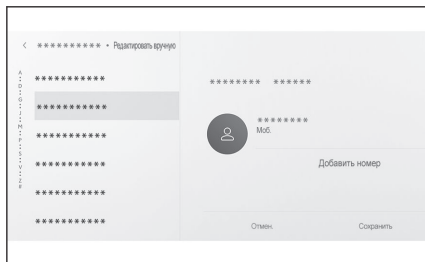 < ********** • Редактировать вручную
A
D
G
J
M
P
S
V
Z
#
***********
***********
***********
***********
***********
***********
******** ******
********
Моб.
Добавить номер
Отмен.
Сохранить